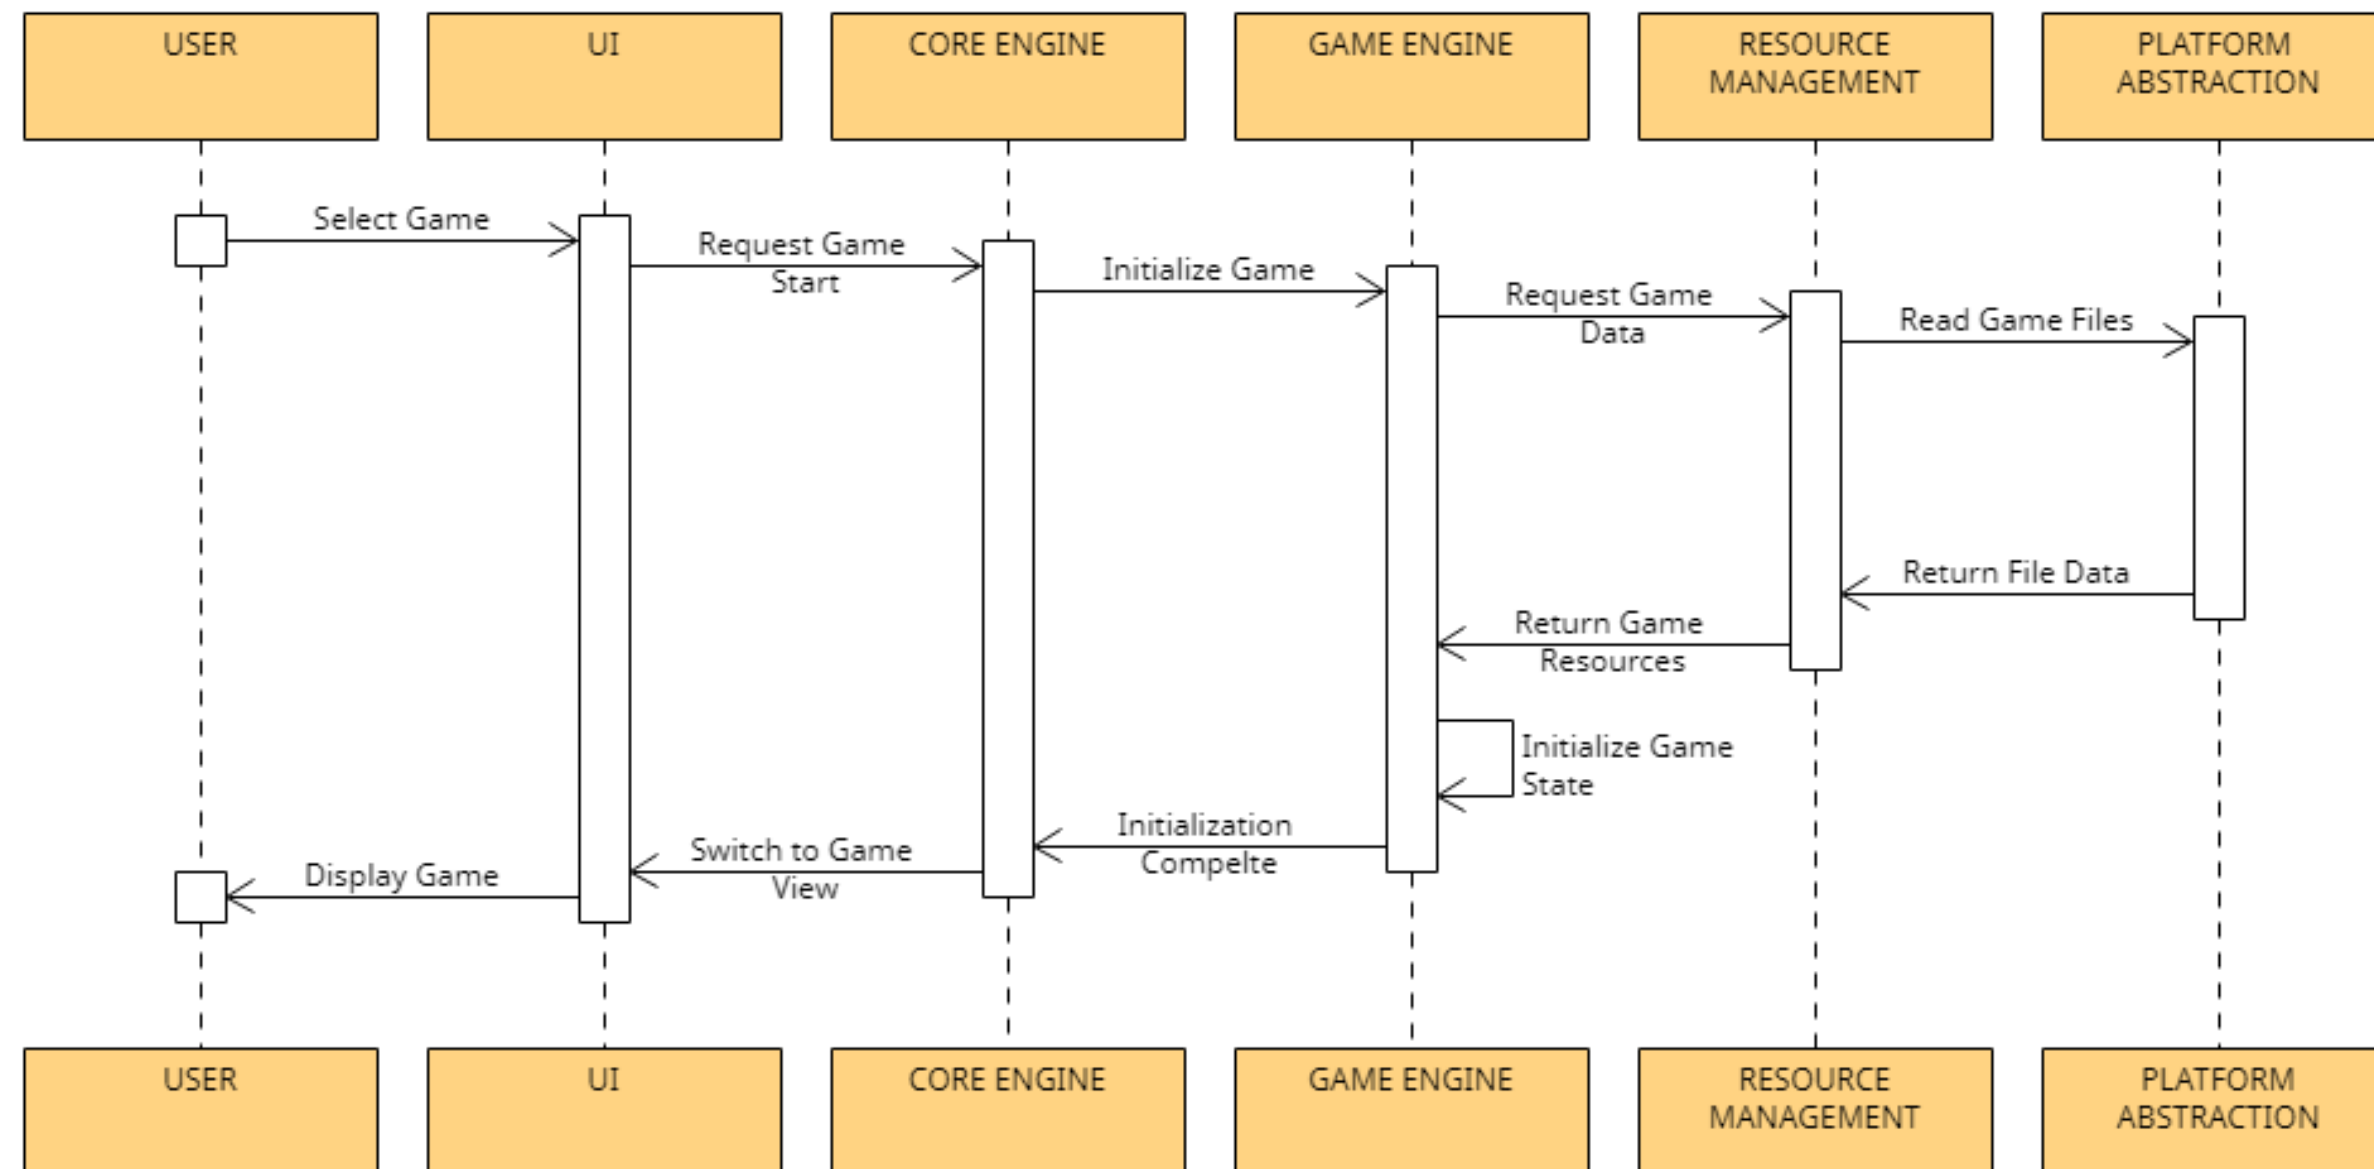 USER
UI
CORE ENGINE
GAME ENGINE
RESOURCE
MANAGEMENT
PLATFORM
ABSTRACTION
Select Game
Request Game
Start
Initialize Game
Request Game
Data
Read Game Files
Return File Data
Return Game
Resources
Initialize Game
State
Initialization
Compelte
Switch to Game
View
Display Game
USER
UI
CORE ENGINE
GAME ENGINE
RESOURCE
MANAGEMENT
PLATFORM
ABSTRACTION